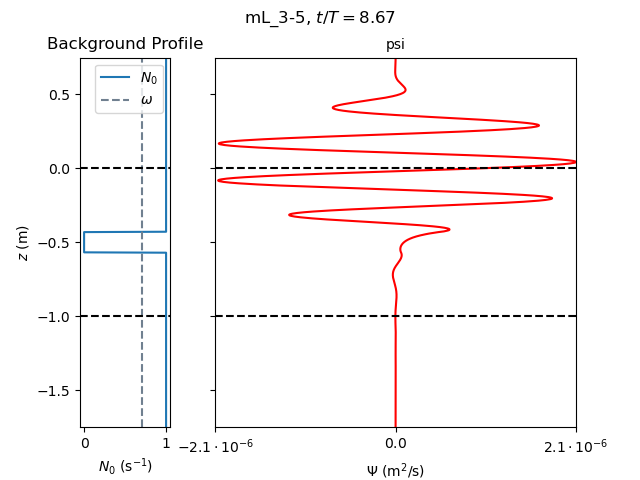 mL_3-5, t/T = 8.67
Background Profile
psi
N₀
ω
0.5
0.0
−0.5
−1.0
−1.5
z (m)
0
1
−2.1 · 10⁻⁶
0.0
2.1 · 10⁻⁶
N₀ (s⁻¹)
Ψ (m²/s)